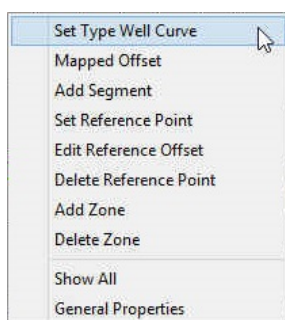 Set Type Well Curve
Mapped Offset
Add Segment
Set Reference Point
Edit Reference Offset
Delete Reference Point
Add Zone
Delete Zone
Show All
General Properties